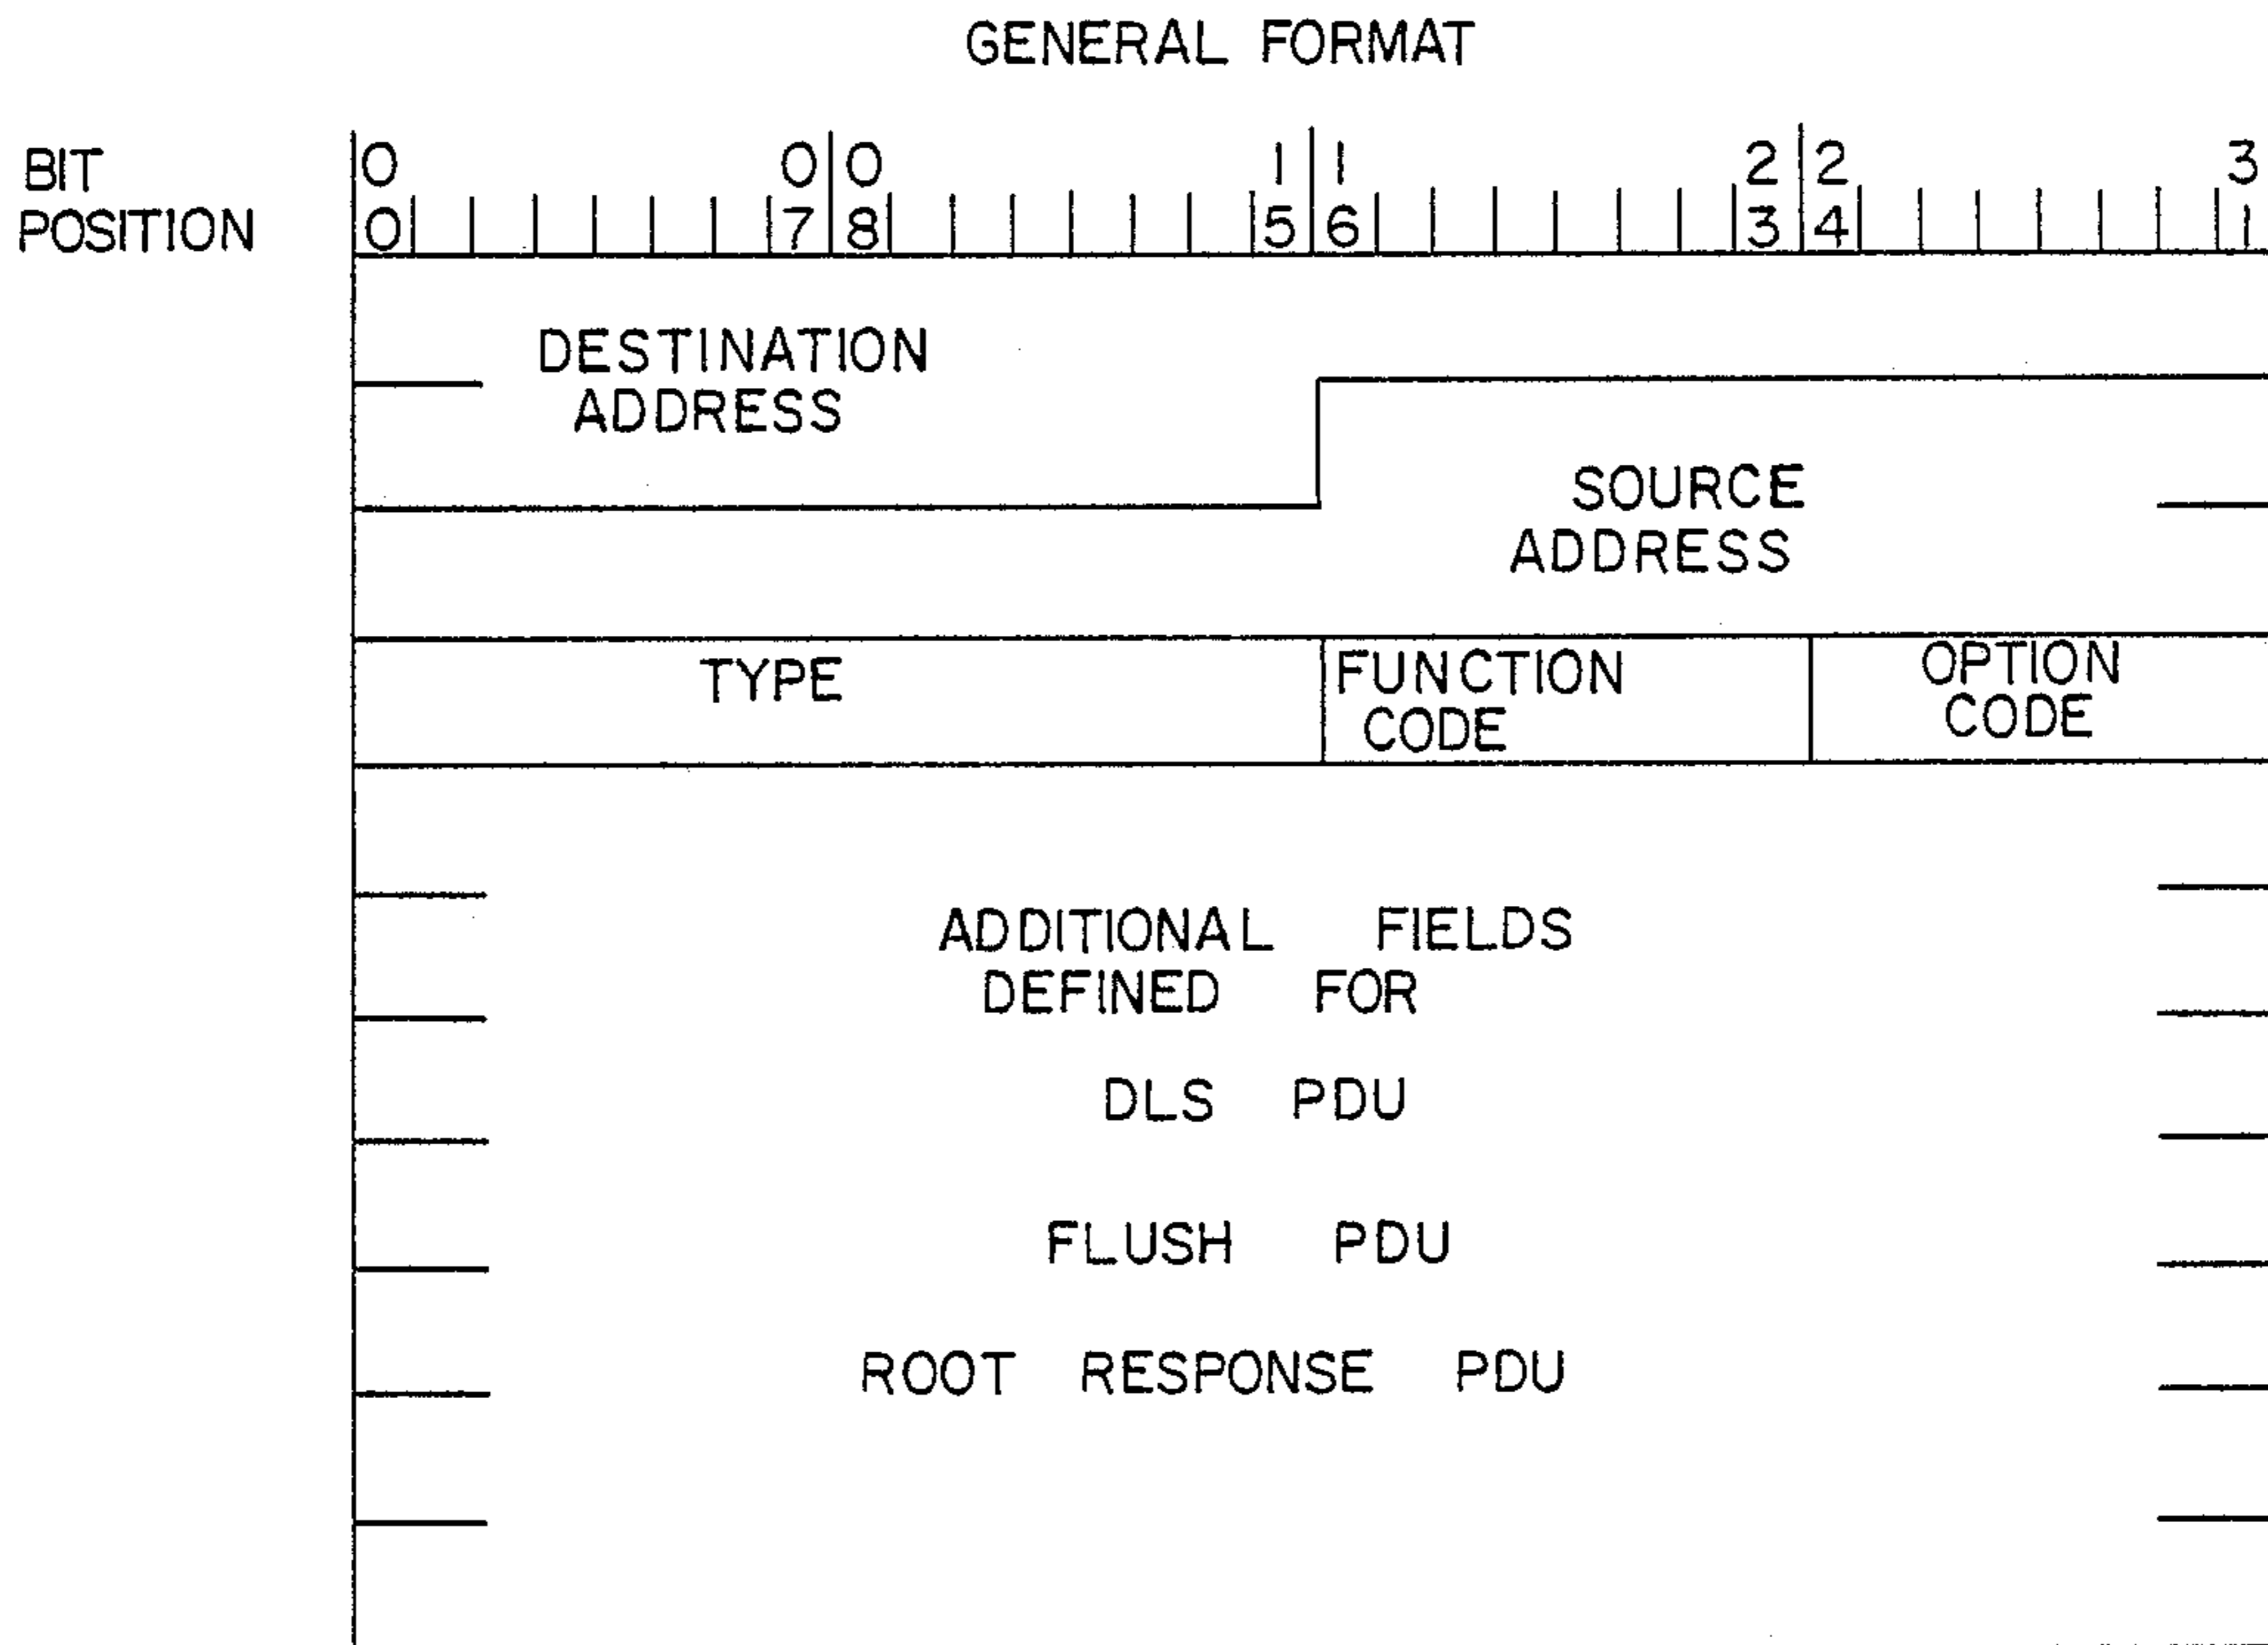 GENERAL FORMAT
BIT 0 0 0 1 1 2 2 3
POSITION 0 7 8 5 6 3 4 1
DESTINATION
ADDRESS
SOURCE
ADDRESS
TYPE
FUNCTION
CODE
OPTION
CODE
ADDITIONAL FIELDS
DEFINED FOR
DLS PDU
FLUSH PDU
ROOT RESPONSE PDU